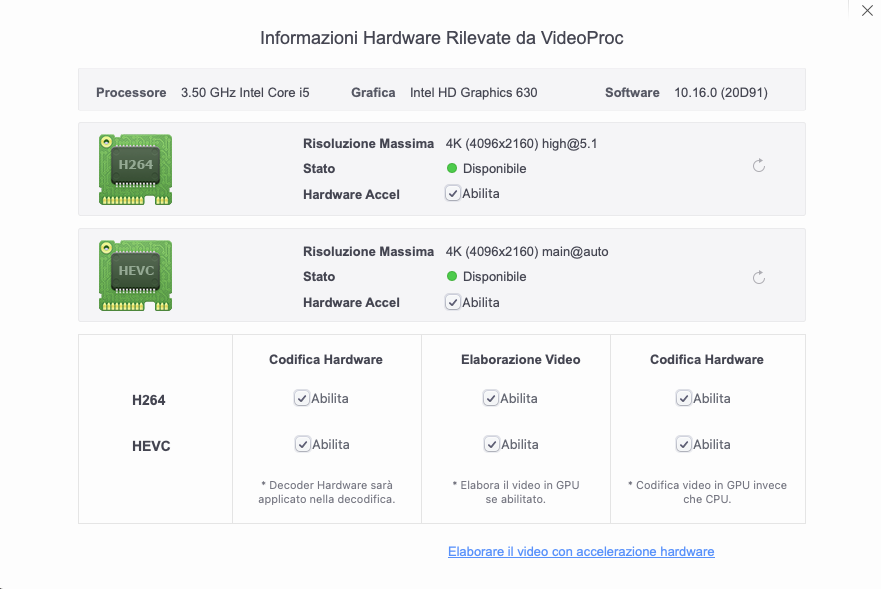 Informazioni Hardware Rilevate da VideoProc
Processore 3.50 GHz Intel Core i5 Grafica Intel HD Graphics 630 Software 10.16.0 (20D91)
H264
Risoluzione Massima 4K (4096x2160) high@5.1
Stato Disponibile
Hardware Accel Abilita
HEVC
Risoluzione Massima 4K (4096x2160) main@auto
Stato Disponibile
Hardware Accel Abilita
Codifica Hardware Elaborazione Video Codifica Hardware
H264 Abilita Abilita Abilita
HEVC Abilita Abilita Abilita
* Decoder Hardware sarà applicato nella decodifica.
* Elabora il video in GPU se abilitato.
* Codifica video in GPU invece che CPU.
Elaborare il video con accelerazione hardware